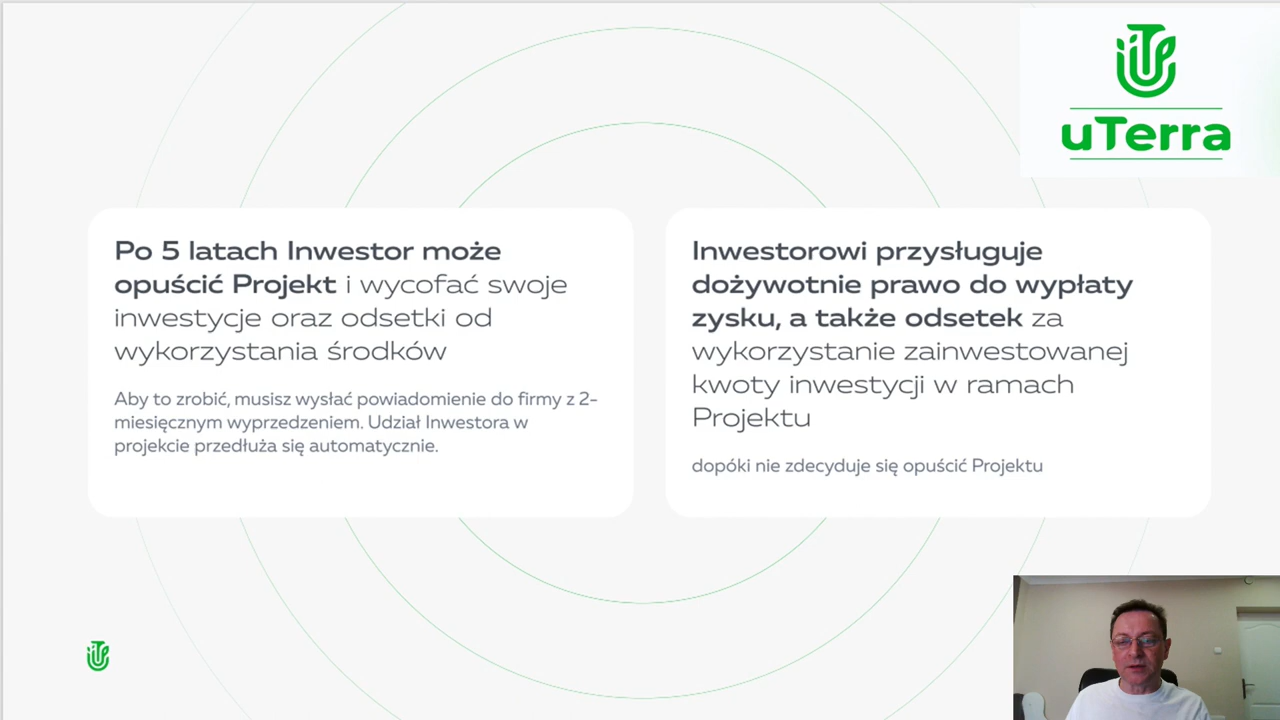 uTerra
Po 5 latach Inwestor może
opuścić Projekt i wycofać swoje
inwestycje oraz odsetki od
wykorzystania środków
Aby to zrobić, musisz wysłać powiadomienie do firmy z 2-
miesięcznym wyprzedzeniem. Udział Inwestora w
projekcie przedłuża się automatycznie.
Inwestorowi przysługuje
dożywotnie prawo do wypłaty
zysku, a także odsetek za
wykorzystanie zainwestowanej
kwoty inwestycji w ramach
Projektu
dopóki nie zdecyduje się opuścić Projektu